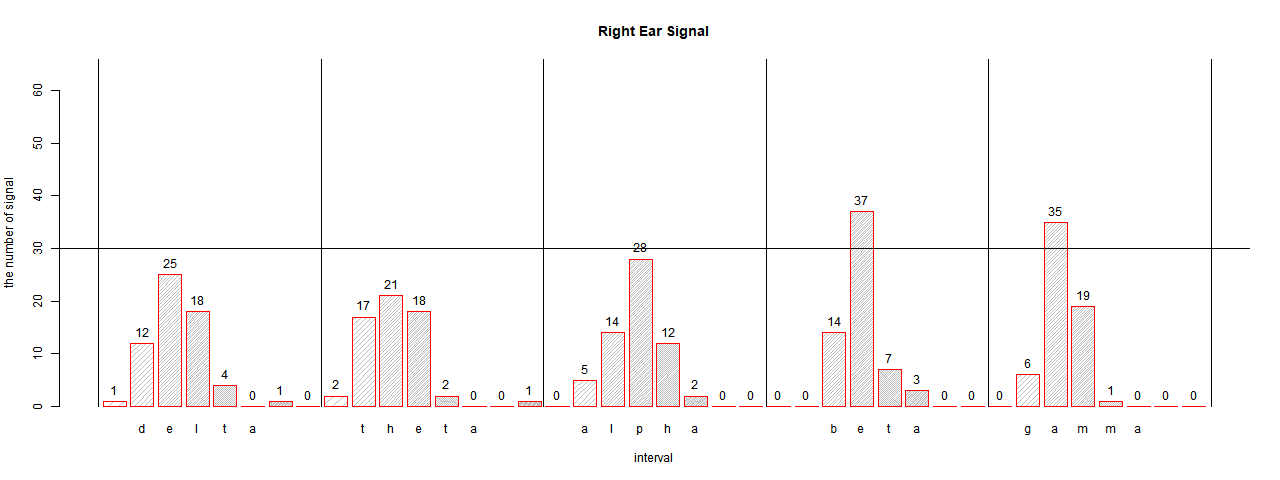 Right Ear Signal
the number of signal
60
50
40
30
20
10
0
1 12 25 18 4 0 1 0 2 17 21 18 2 0 0 1 0 5 14 28 12 2 0 0 0 0 14 37 7 3 0 0 0 6 35 19 1 0 0 0
d e l t a t h e t a a l p h a b e t a g a m m a
interval